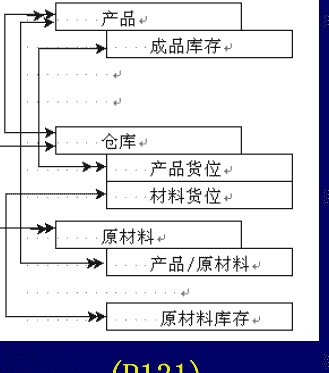 产品
成品库存
仓库
产品货位
材料货位
原材料
产品/原材料
原材料库存
(P121)